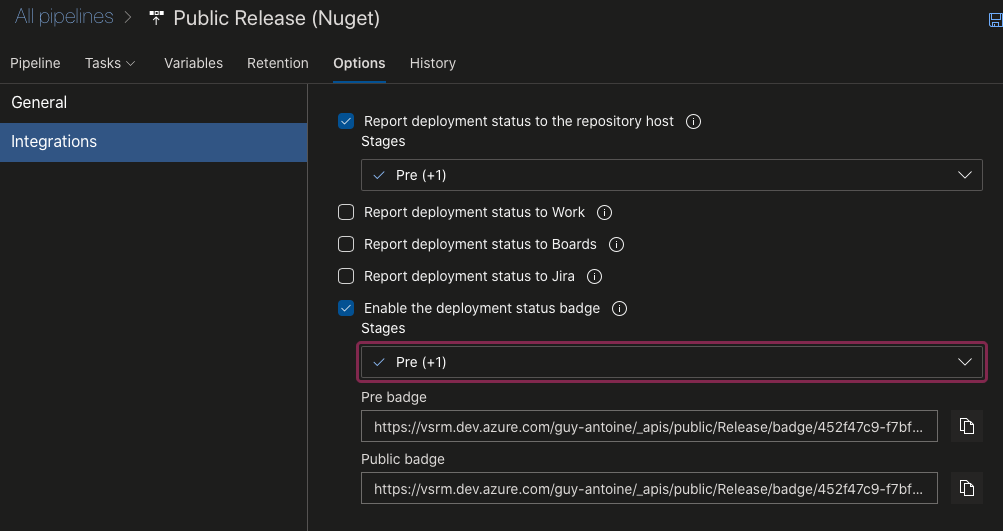 All pipelines > Public Release (Nuget)
Pipeline Tasks Variables Retention Options History
General
Integrations
Report deployment status to the repository host
Stages
Pre (+1)
Report deployment status to Work
Report deployment status to Boards
Report deployment status to Jira
Enable the deployment status badge
Stages
Pre (+1)
Pre badge
https://vsrm.dev.azure.com/guy-antoine/_apis/public/Release/badge/452f47c9-f7bf...
Public badge
https://vsrm.dev.azure.com/guy-antoine/_apis/public/Release/badge/452f47c9-f7bf...